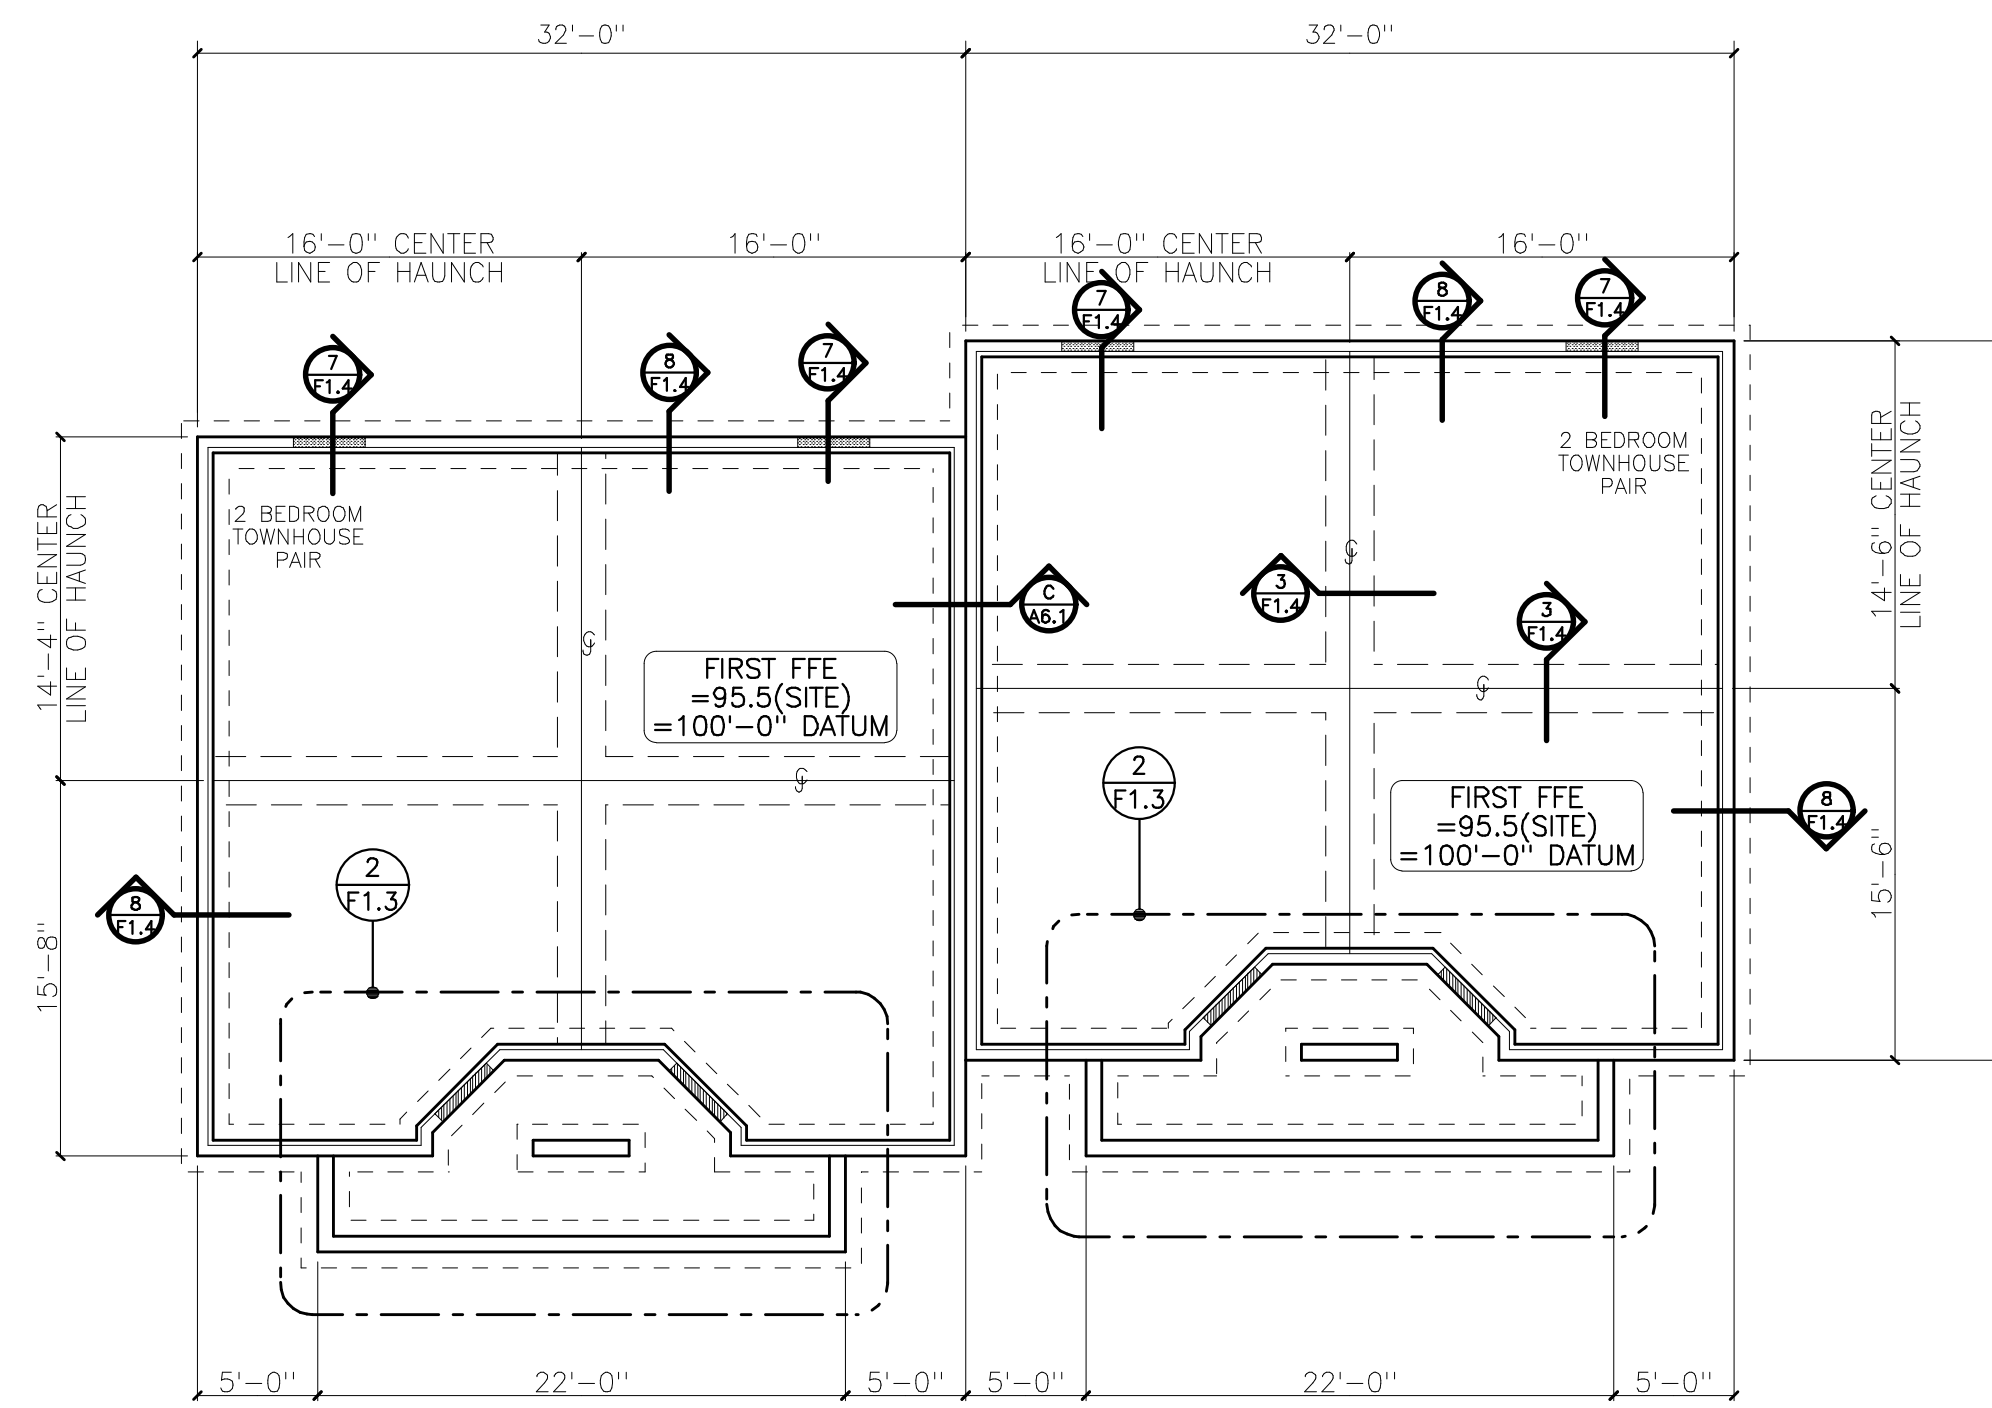 32'-0"
32'-0"
16'-0" CENTER
LINE OF HAUNCH
16'-0"
16'-0" CENTER
LINE OF HAUNCH
16'-0"
7
F1.4
8
F1.4
7
F1.4
7
F1.4
8
F1.4
7
F1.4
2 BEDROOM
TOWNHOUSE
PAIR
2 BEDROOM
TOWNHOUSE
PAIR
14'-4" CENTER
LINE OF HAUNCH
14'-6" CENTER
LINE OF HAUNCH
C
A6.1
3
F1.4
3
F1.4
FIRST FFE
=95.5(SITE)
=100'-0" DATUM
FIRST FFE
=95.5(SITE)
=100'-0" DATUM
CJ
CJ
CJ
CJ
2
F1.3
2
F1.3
8
F1.4
8
F1.4
15'-8"
15'-6"
5'-0"
22'-0"
5'-0"
5'-0"
22'-0"
5'-0"